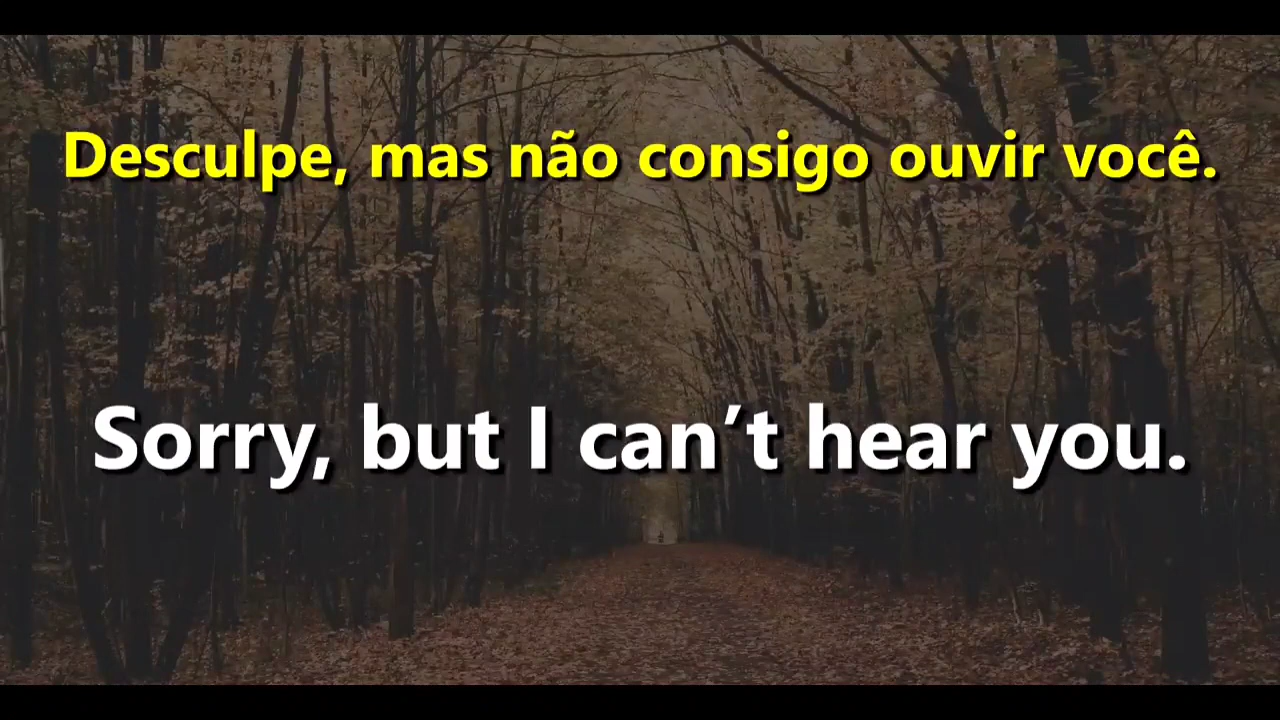 Desculpe, mas não consigo ouvir você.
Sorry, but I can’t hear you.